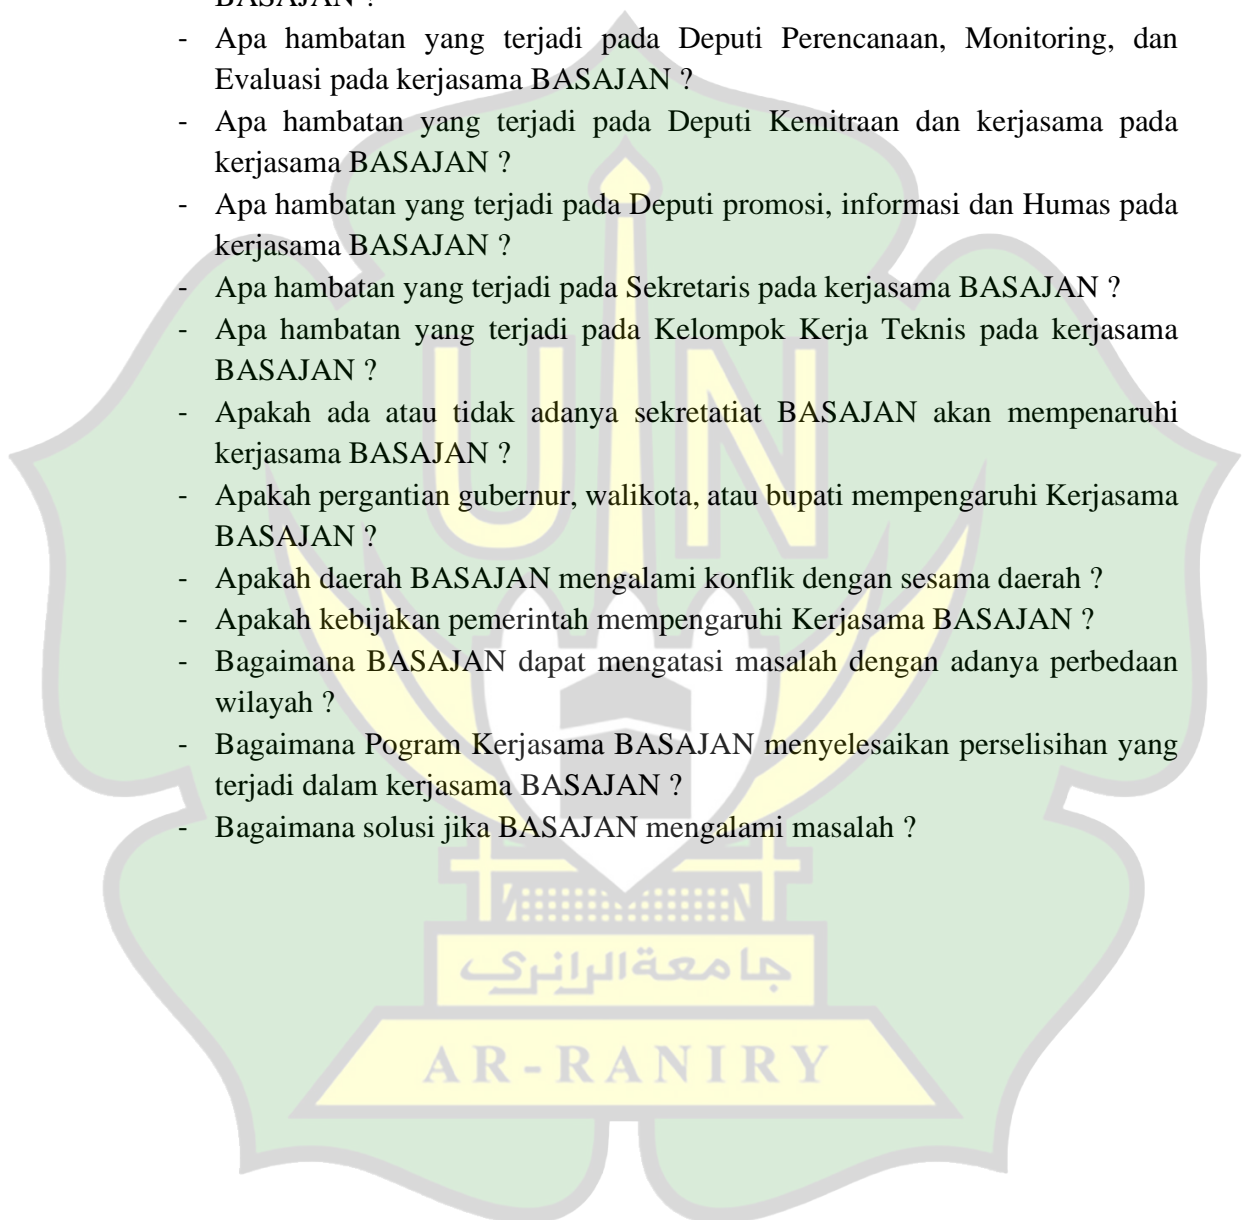 BASAJAN ?
- Apa hambatan yang terjadi pada Deputi Perencanaan, Monitoring, dan
Evaluasi pada kerjasama BASAJAN ?
- Apa hambatan yang terjadi pada Deputi Kemitraan dan kerjasama pada
kerjasama BASAJAN ?
- Apa hambatan yang terjadi pada Deputi promosi, informasi dan Humas pada
kerjasama BASAJAN ?
- Apa hambatan yang terjadi pada Sekretaris pada kerjasama BASAJAN ?
- Apa hambatan yang terjadi pada Kelompok Kerja Teknis pada kerjasama
BASAJAN ?
- Apakah ada atau tidak adanya sekretatiat BASAJAN akan mempenaruhi
kerjasama BASAJAN ?
- Apakah pergantian gubernur, walikota, atau bupati mempengaruhi Kerjasama
BASAJAN ?
- Apakah daerah BASAJAN mengalami konflik dengan sesama daerah ?
- Apakah kebijakan pemerintah mempengaruhi Kerjasama BASAJAN ?
- Bagaimana BASAJAN dapat mengatasi masalah dengan adanya perbedaan
wilayah ?
- Bagaimana Pogram Kerjasama BASAJAN menyelesaikan perselisihan yang
terjadi dalam kerjasama BASAJAN ?
- Bagaimana solusi jika BASAJAN mengalami masalah ?
UIN
جامعةالرانري
AR-RANIRY